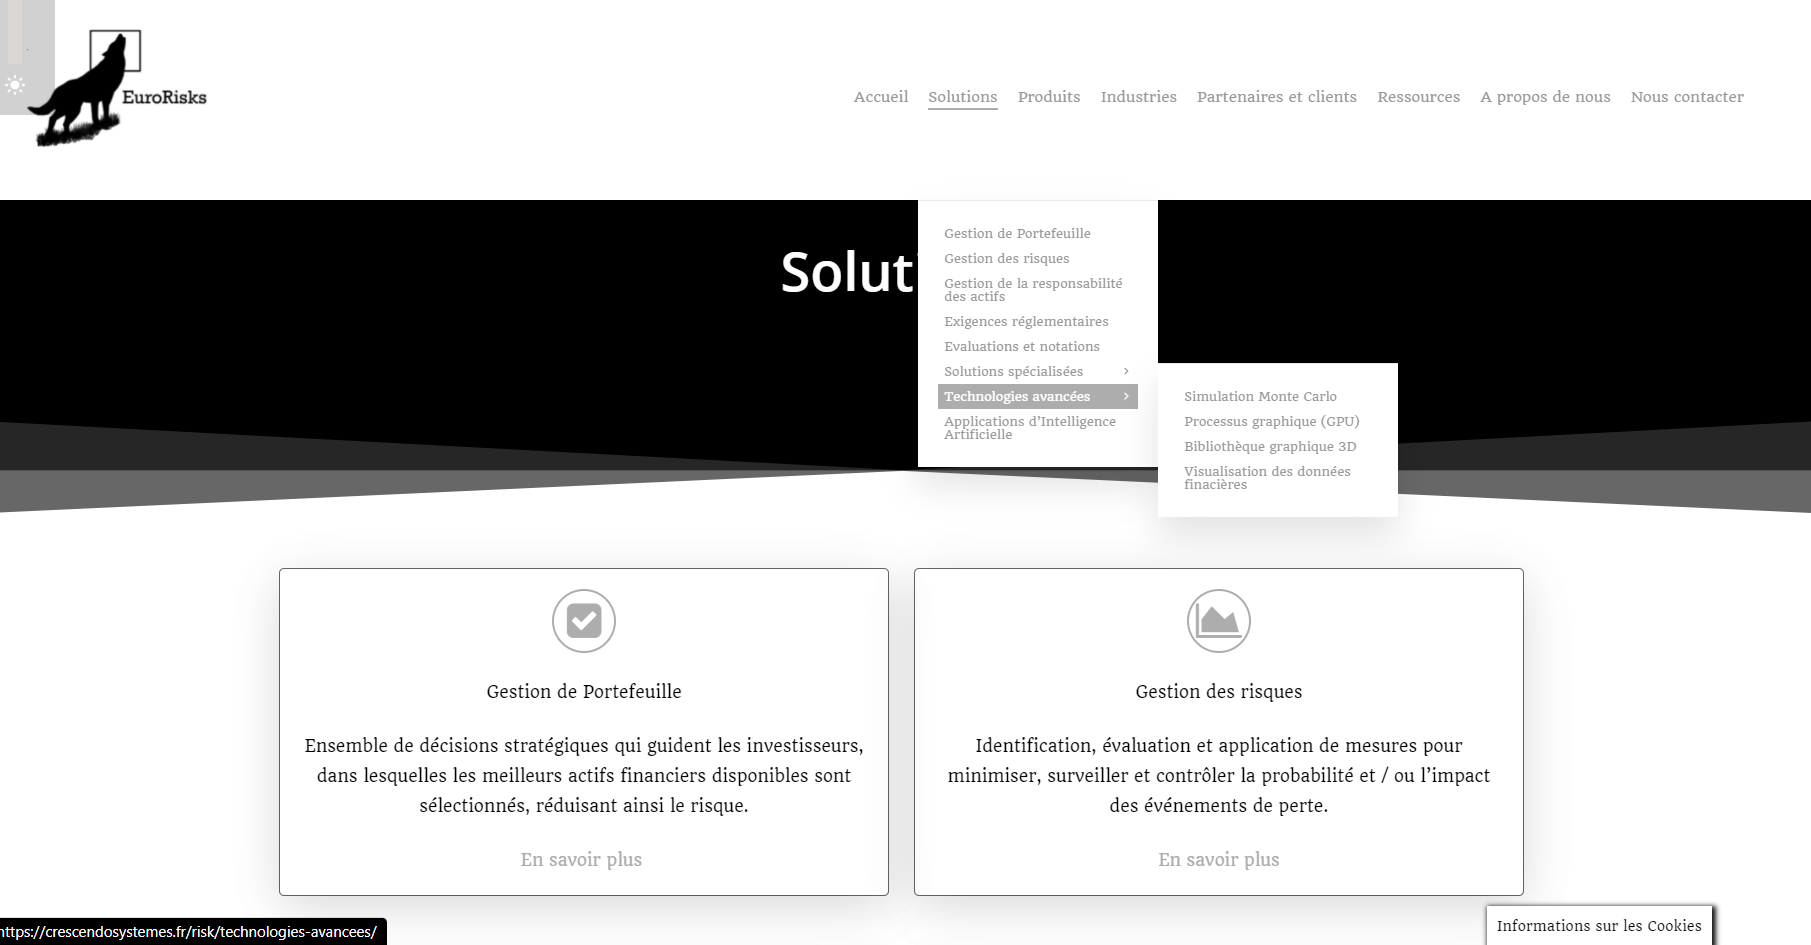 EuroRisks
Accueil Solutions Produits Industries Partenaires et clients Ressources A propos de nous Nous contacter
Solut
Gestion de Portefeuille
Gestion des risques
Gestion de la responsabilité
des actifs
Exigences réglementaires
Evaluations et notations
Solutions spécialisées
Technologies avancées
Applications d’Intelligence
Artificielle
Simulation Monte Carlo
Processus graphique (GPU)
Bibliothèque graphique 3D
Visualisation des données
finacières
Gestion de Portefeuille
Ensemble de décisions stratégiques qui guident les investisseurs,
dans lesquelles les meilleurs actifs financiers disponibles sont
sélectionnés, réduisant ainsi le risque.
En savoir plus
Gestion des risques
Identification, évaluation et application de mesures pour
minimiser, surveiller et contrôler la probabilité et / ou l’impact
des événements de perte.
En savoir plus
https://crescendosystemes.fr/risk/technologies-avancees/
Informations sur les Cookies